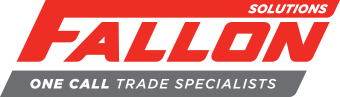 SOLUTIONS
FALLON
ONE CALL TRADE SPECIALISTS